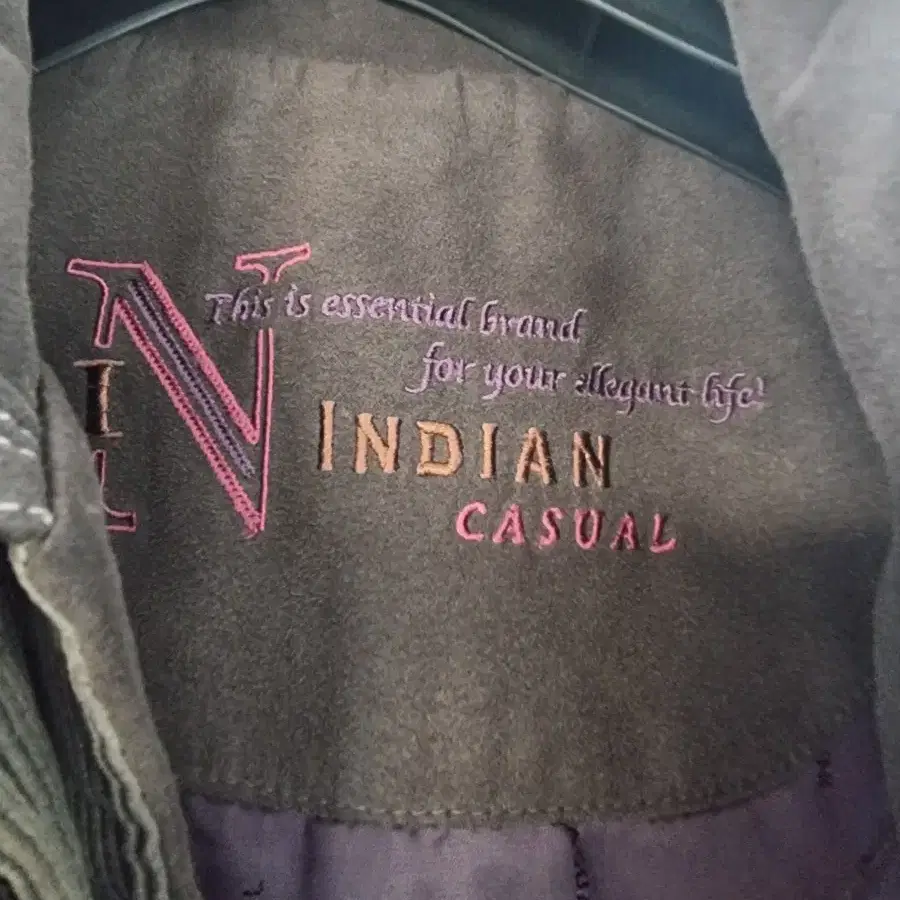 N
This is essential brand
for your allegant life!
I
INDIAN
CASUAL